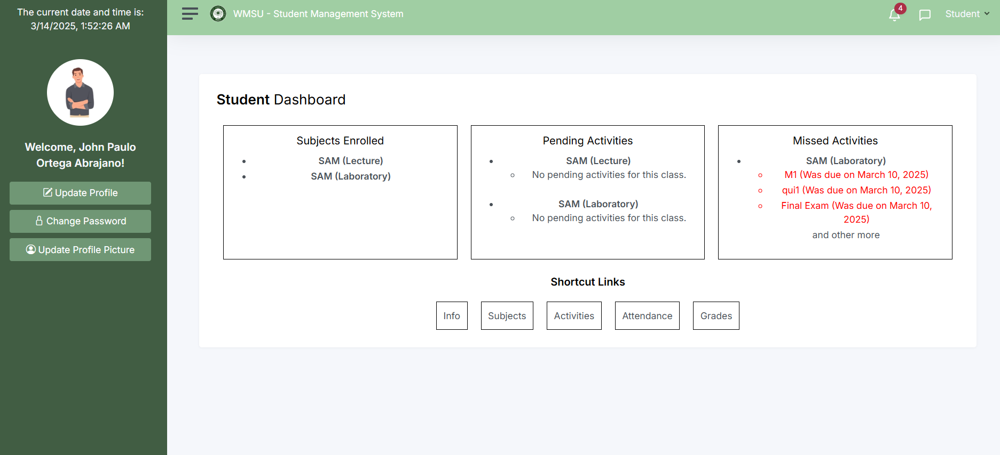 The current date and time is:
3/14/2025, 1:52:26 AM
Welcome, John Paulo
Ortega Abrajano!
Update Profile
Change Password
Update Profile Picture
WMSU - Student Management System
4
Student
Student Dashboard
Subjects Enrolled
SAM (Lecture)
SAM (Laboratory)
Pending Activities
SAM (Lecture)
No pending activities for this class.
SAM (Laboratory)
No pending activities for this class.
Missed Activities
SAM (Laboratory)
M1 (Was due on March 10, 2025)
qui1 (Was due on March 10, 2025)
Final Exam (Was due on March 10,
2025)
and other more
Shortcut Links
Info
Subjects
Activities
Attendance
Grades